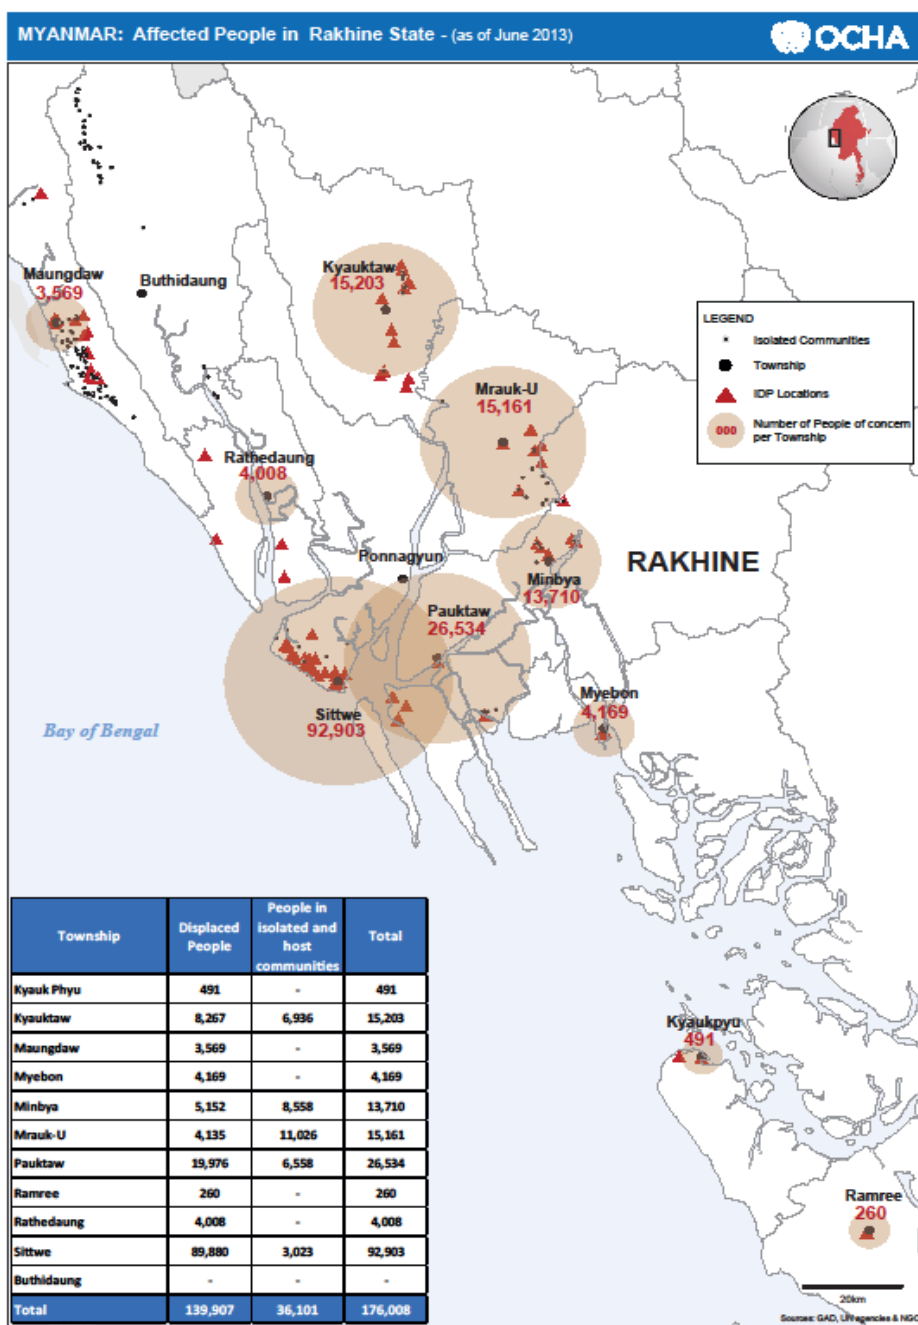 MYANMAR: Affected People in Rakhine State - (as of June 2013)
OCHA
Maungdaw
3,569
Buthidaung
Kyauktaw
15,203
LEGEND
Isolated Communities
Township
IDP Locations
000 Number of People of concern
per Township
Mrauk-U
15,161
Rathedaung
4,008
Ponnagyun
Minbya
13,710
RAKHINE
Pauktaw
26,534
Sittwe
92,903
Myebon
4,169
Bay of Bengal
Township Displaced People People in isolated and host communities Total
Kyauk Phyu 491 - 491
Kyauktaw 8,267 6,936 15,203
Maungdaw 3,569 - 3,569
Myebon 4,169 - 4,169
Minbya 5,152 8,558 13,710
Mrauk-U 4,135 11,026 15,161
Pauktaw 19,976 6,558 26,534
Ramree 260 - 260
Rathedaung 4,008 - 4,008
Sittwe 89,880 3,023 92,903
Buthidaung - - -
Total 139,907 36,101 176,008
Kyaukpyu
491
Ramree
260
20km
Sources: GAD, UN agencies & NGO